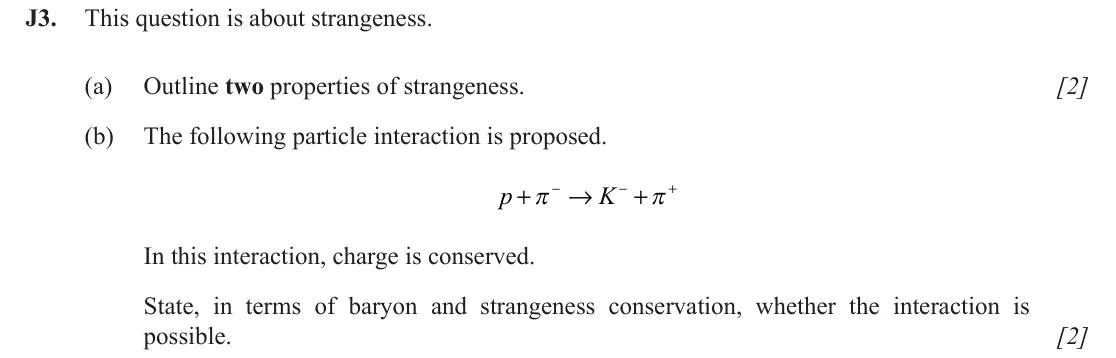 J3. This question is about strangeness.
(a) Outline two properties of strangeness. [2]
(b) The following particle interaction is proposed.
p + π⁻ → K⁻ + π⁺
In this interaction, charge is conserved.
State, in terms of baryon and strangeness conservation, whether the interaction is
possible. [2]